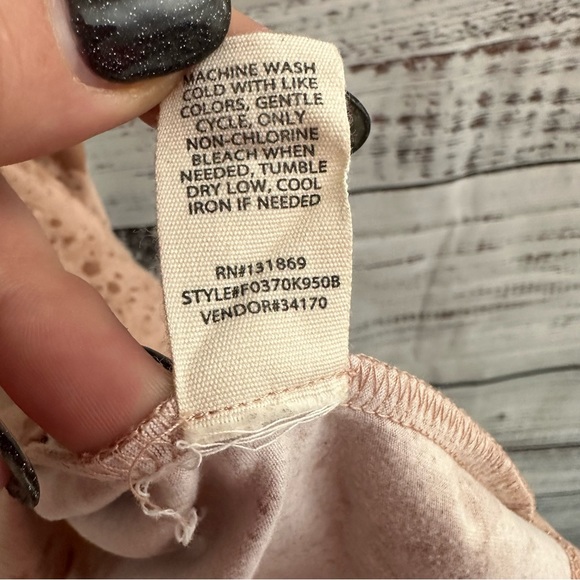 MACHINE WASH
COLD WITH LIKE
COLORS, GENTLE
CYCLE, ONLY
NON-CHLORINE
BLEACH WHEN
NEEDED, TUMBLE
DRY LOW, COOL
IRON IF NEEDED
RN#131869
STYLE#F0370K950B
VENDOR#34170